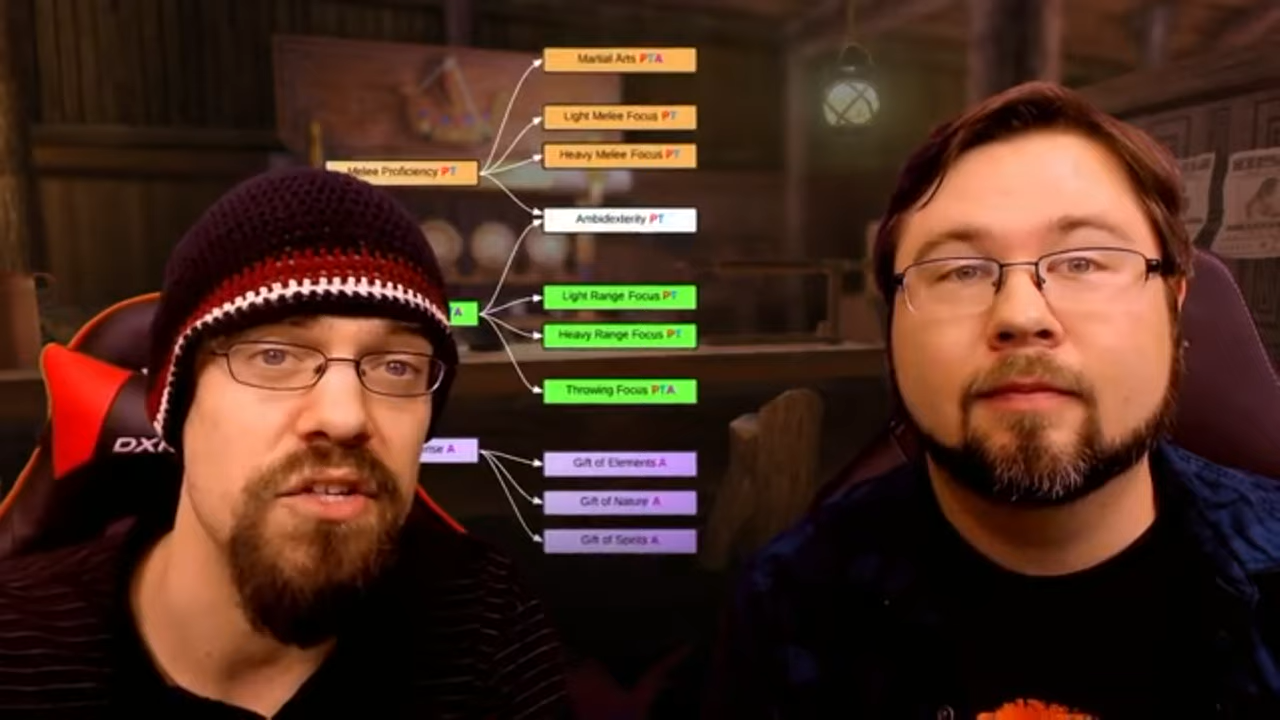 Martial Arts PTA
Light Melee Focus PT
Heavy Melee Focus PT
Melee Proficiency PT
Ambidexterity PT
Light Range Focus PT
A
Heavy Range Focus PT
Throwing Focus PTA
A
Gift of Elements A
Gift of Nature A
Gift of Spirits A
DX